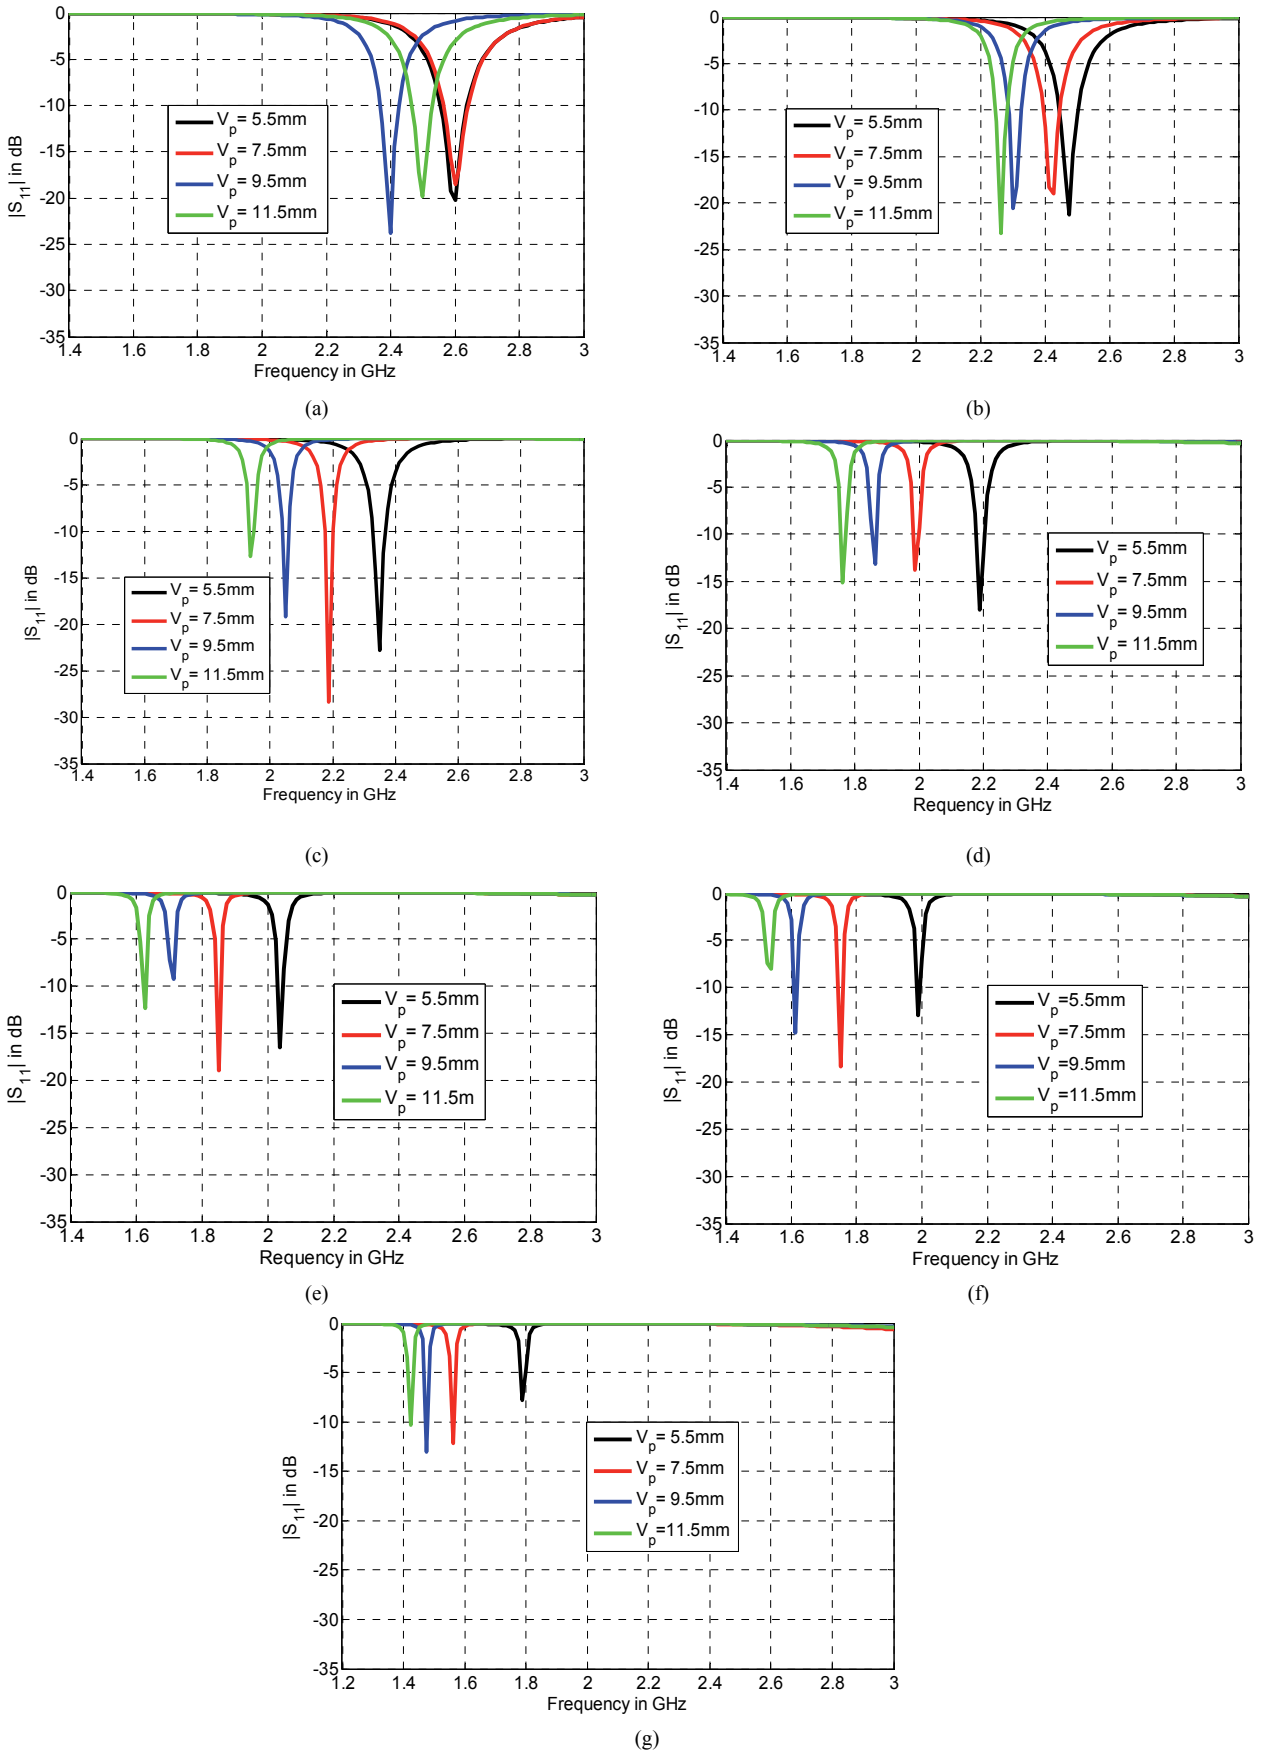 0
-5
-10
-15
-20
-25
-30
-35
|S11| in dB
Vp= 5.5mm
Vp= 7.5mm
Vp= 9.5mm
Vp= 11.5mm
1.4 1.6 1.8 2 2.2 2.4 2.6 2.8 3
Frequency in GHz
(a)
0
-5
-10
-15
-20
-25
-30
-35
|S11| in dB
Vp= 5.5mm
Vp= 7.5mm
Vp= 9.5mm
Vp= 11.5mm
1.4 1.6 1.8 2 2.2 2.4 2.6 2.8 3
Frequency in GHz
(b)
0
-5
-10
-15
-20
-25
-30
-35
|S11| in dB
Vp= 5.5mm
Vp= 7.5mm
Vp= 9.5mm
Vp= 11.5mm
1.4 1.6 1.8 2 2.2 2.4 2.6 2.8 3
Frequency in GHz
(c)
0
-5
-10
-15
-20
-25
-30
-35
|S11| in dB
Vp= 5.5mm
Vp= 7.5mm
Vp= 9.5mm
Vp= 11.5mm
1.4 1.6 1.8 2 2.2 2.4 2.6 2.8 3
Requency in GHz
(d)
0
-5
-10
-15
-20
-25
-30
-35
|S11| in dB
Vp= 5.5mm
Vp= 7.5mm
Vp= 9.5mm
Vp= 11.5m
1.4 1.6 1.8 2 2.2 2.4 2.6 2.8 3
Requency in GHz
(e)
0
-5
-10
-15
-20
-25
-30
-35
|S11| in dB
Vp=5.5mm
Vp=7.5mm
Vp=9.5mm
Vp=11.5mm
1.4 1.6 1.8 2 2.2 2.4 2.6 2.8 3
Frequency in GHz
(f)
0
-5
-10
-15
-20
-25
-30
-35
|S11| in dB
Vp= 5.5mm
Vp= 7.5mm
Vp= 9.5mm
Vp=11.5mm
1.2 1.4 1.6 1.8 2 2.2 2.4 2.6 2.8 3
Frequency in GHz
(g)